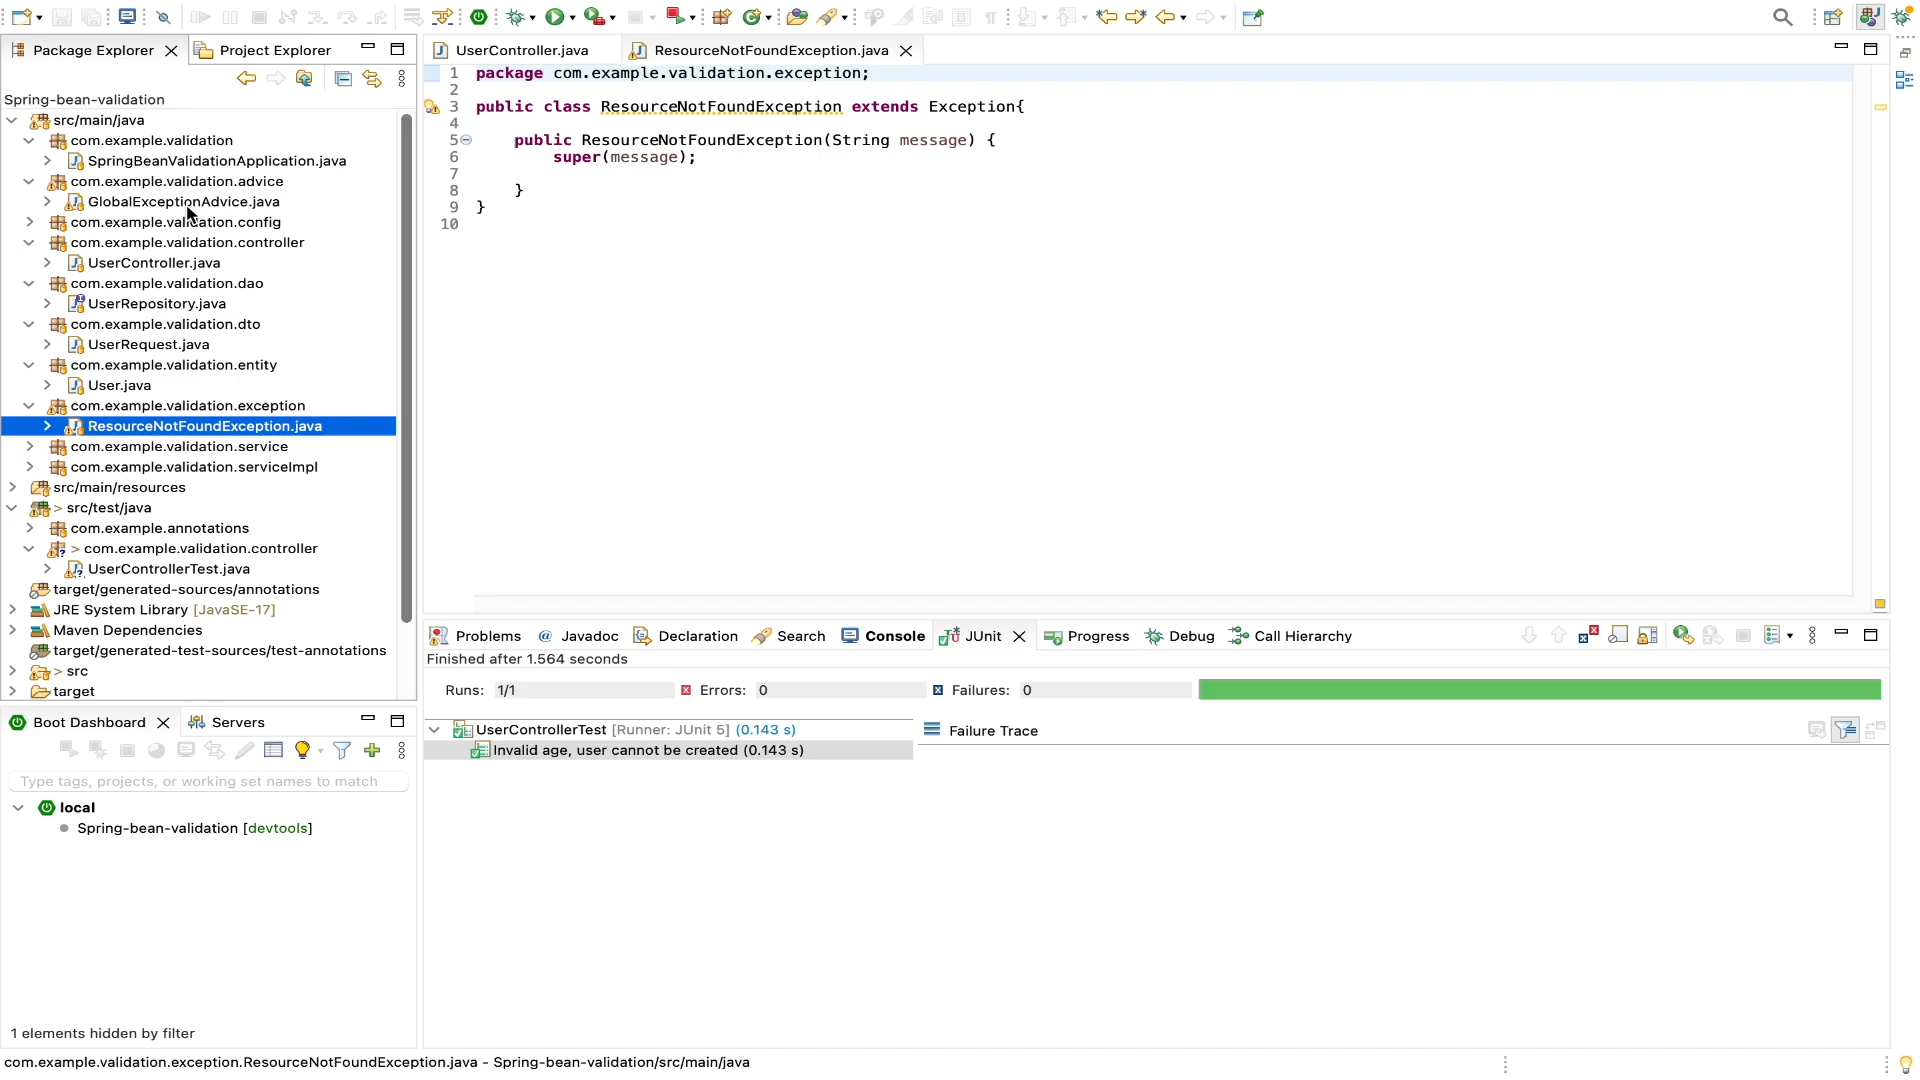 Package Explorer
Project Explorer
Spring-bean-validation
src/main/java
com.example.validation
SpringBeanValidationApplication.java
com.example.validation.advice
GlobalExceptionAdvice.java
com.example.validation.config
com.example.validation.controller
UserController.java
com.example.validation.dao
UserRepository.java
com.example.validation.dto
UserRequest.java
com.example.validation.entity
User.java
com.example.validation.exception
ResourceNotFoundException.java
com.example.validation.service
com.example.validation.serviceImpl
src/main/resources
> src/test/java
com.example.annotations
> com.example.validation.controller
UserControllerTest.java
target/generated-sources/annotations
JRE System Library [JavaSE-17]
Maven Dependencies
target/generated-test-sources/test-annotations
> src
target
Boot Dashboard
Servers
Type tags, projects, or working set names to match
local
Spring-bean-validation [devtools]
1 elements hidden by filter
UserController.java
ResourceNotFoundException.java
1 package com.example.validation.exception;
2
3 public class ResourceNotFoundException extends Exception{
4
5 public ResourceNotFoundException(String message) {
6 super(message);
7
8 }
9 }
10
Problems
@ Javadoc
Declaration
Search
Console
JUnit
Progress
Debug
Call Hierarchy
Finished after 1.564 seconds
Runs: 1/1
Errors: 0
Failures: 0
UserControllerTest [Runner: JUnit 5] (0.143 s)
Invalid age, user cannot be created (0.143 s)
Failure Trace
com.example.validation.exception.ResourceNotFoundException.java - Spring-bean-validation/src/main/java